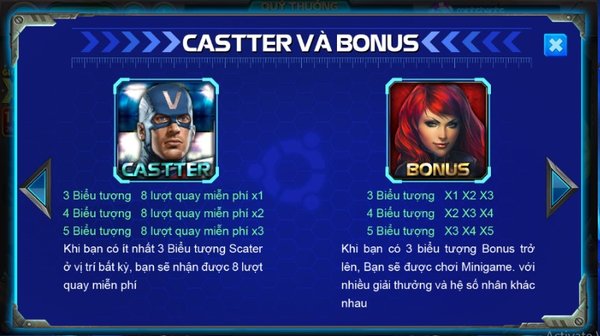 QUỸ THƯỞNG
CASTTER VÀ BONUS
V
CASTTER
BONUS
3 Biểu tượng 8 lượt quay miễn phí x1
4 Biểu tượng 8 lượt quay miễn phí x2
5 Biểu tượng 8 lượt quay miễn phí x3
Khi bạn có ít nhất 3 Biểu tượng Scater
ở vị trí bất kỳ, bạn sẽ nhận được 8 lượt
quay miễn phí
3 Biểu tượng X1 X2 X3
4 Biểu tượng X2 X3 X4
5 Biểu tượng X3 X4 X5
Khi bạn có 3 biểu tượng Bonus trở
lên, Bạn sẽ được chơi Minigame. với
nhiều giải thưởng và hệ số nhân khác
nhau
Activate